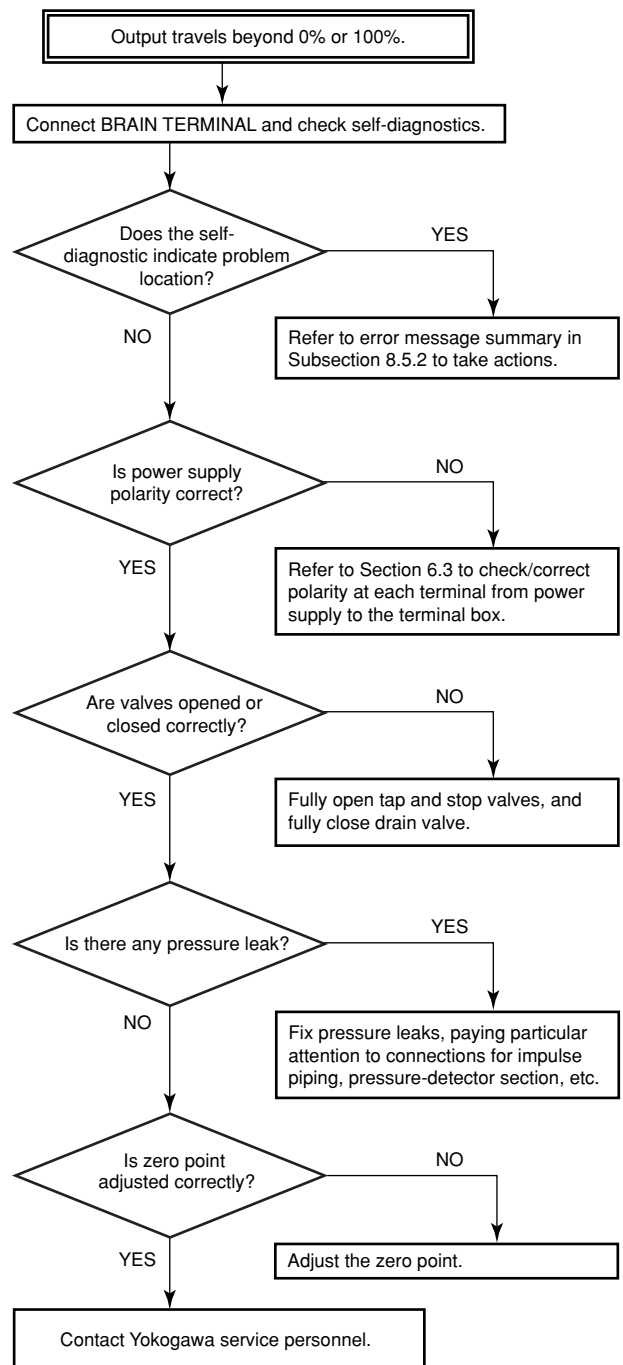 Output travels beyond 0% or 100%.
Connect BRAIN TERMINAL and check self-diagnostics.
Does the self-
diagnostic indicate problem
location?
YES
NO
Refer to error message summary in
Subsection 8.5.2 to take actions.
Is power supply
polarity correct?
NO
YES
Refer to Section 6.3 to check/correct
polarity at each terminal from power
supply to the terminal box.
Are valves opened or
closed correctly?
NO
YES
Fully open tap and stop valves, and
fully close drain valve.
Is there any pressure leak?
YES
NO
Fix pressure leaks, paying particular
attention to connections for impulse
piping, pressure-detector section, etc.
Is zero point
adjusted correctly?
NO
YES
Adjust the zero point.
Contact Yokogawa service personnel.